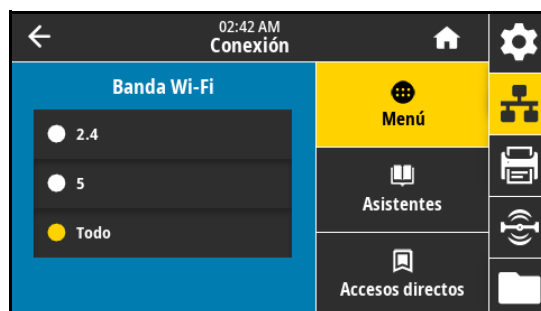 02:42 AM
Conexión
Banda Wi-Fi
2.4
5
Todo
Menú
Asistentes
Accesos directos